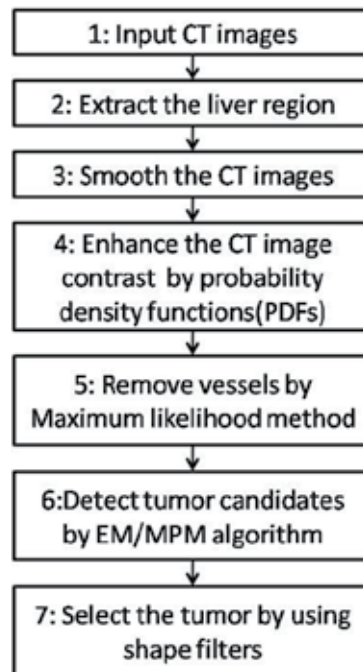 1: Input CT images
2: Extract the liver region
3: Smooth the CT images
4: Enhance the CT image
contrast by probability
density functions(PDFs)
5: Remove vessels by
Maximum likelihood method
6:Detect tumor candidates
by EM/MPM algorithm
7: Select the tumor by using
shape filters